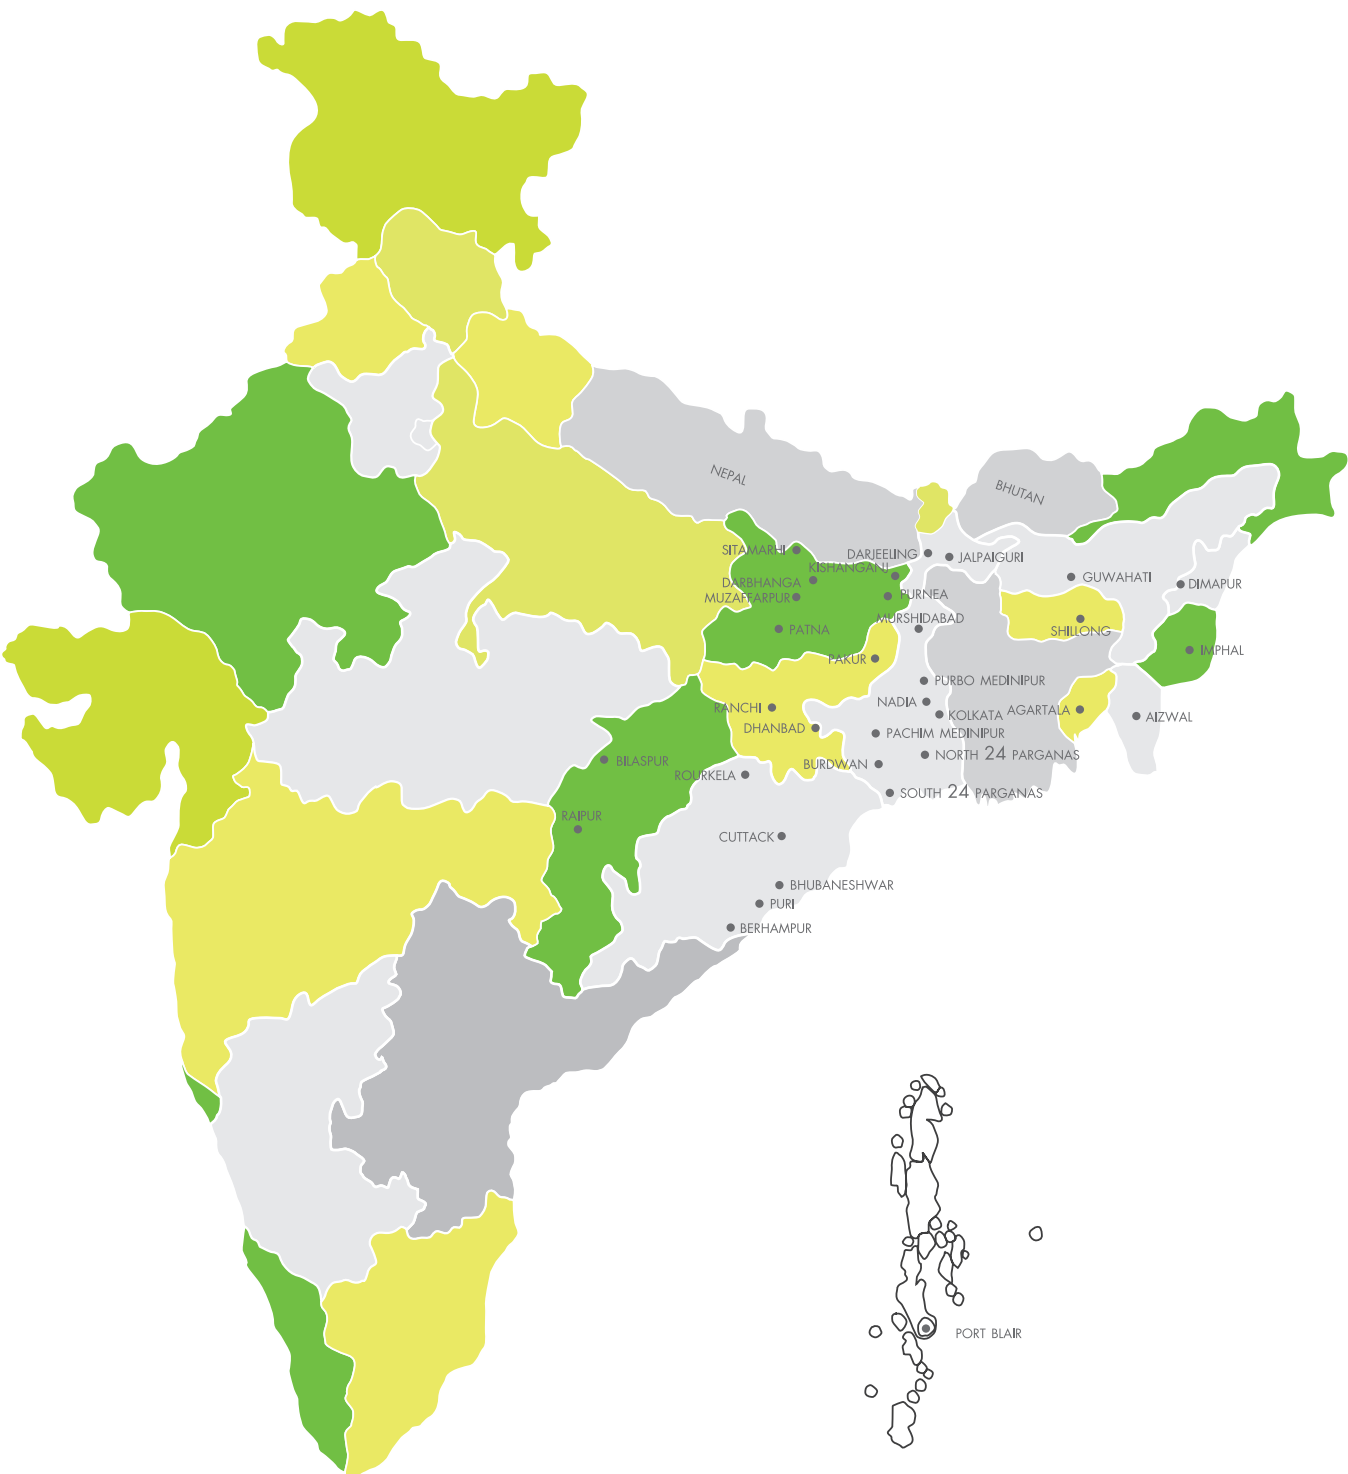 NEPAL
BHUTAN
SITAMARHI
DARJEELING
JALPAIGURI
KISHANGANJ
DARBHANGA
GUWAHATI
DIMAPUR
MUZAFFARPUR
PURNEA
MURSHIDABAD
PATNA
SHILLONG
IMPHAL
PAKUR
PURBO MEDINIPUR
NADIA
RANCHI
KOLKATA
AGARTALA
AIZWAL
DHANBAD
PACHIM MEDINIPUR
NORTH 24 PARGANAS
BILASPUR
BURDWAN
ROURKELA
SOUTH 24 PARGANAS
RAIPUR
CUTTACK
BHUBANESHWAR
PURI
BERHAMPUR
PORT BLAIR